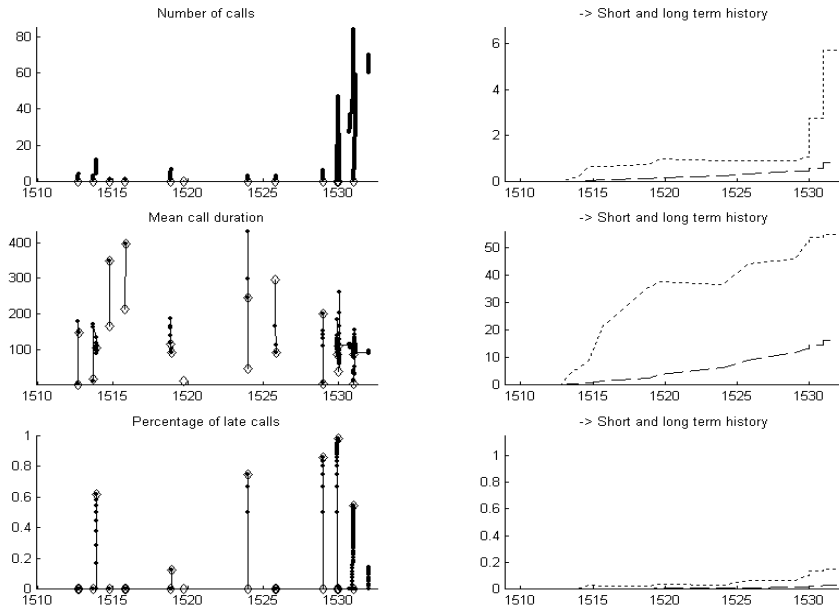 Number of calls
-> Short and long term history
80
60
40
20
0
1510 1515 1520 1525 1530
6
4
2
0
1510 1515 1520 1525 1530
Mean call duration
-> Short and long term history
400
300
200
100
1510 1515 1520 1525 1530
50
40
30
20
10
0
1510 1515 1520 1525 1530
Percentage of late calls
-> Short and long term history
1
0.8
0.6
0.4
0.2
0
1510 1515 1520 1525 1530
1
0.8
0.6
0.4
0.2
0
1510 1515 1520 1525 1530